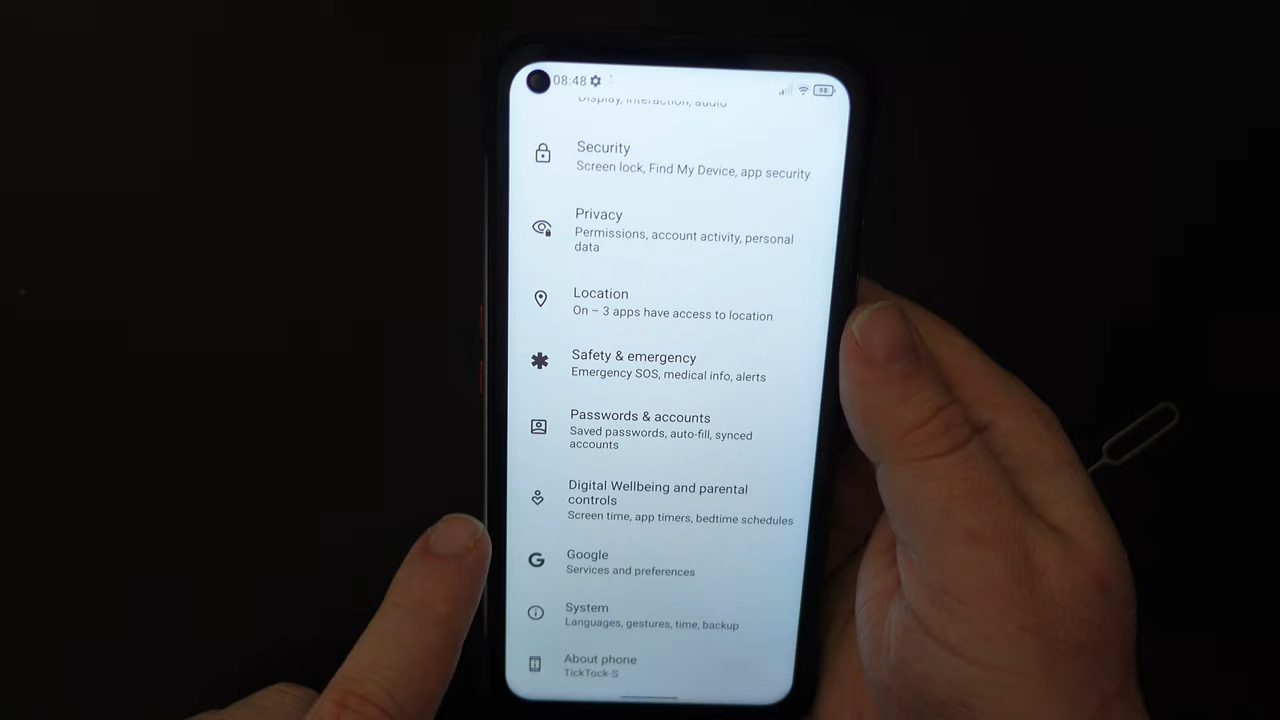 08:48
98
Display, interaction, audio
Security
Screen lock, Find My Device, app security
Privacy
Permissions, account activity, personal
data
Location
On – 3 apps have access to location
Safety & emergency
Emergency SOS, medical info, alerts
Passwords & accounts
Saved passwords, auto-fill, synced
accounts
Digital Wellbeing and parental
controls
Screen time, app timers, bedtime schedules
Google
Services and preferences
System
Languages, gestures, time, backup
About phone
TickTock-S